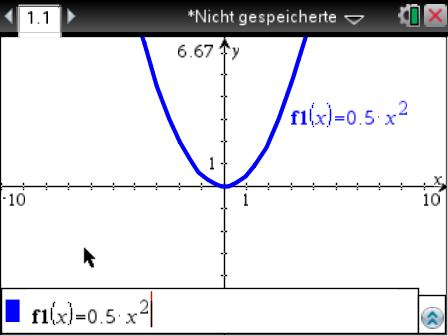 1.1 *Nicht gespeicherte
6.67 y
f1(x)=0.5·x²
1
x
-10 1 10
f1(x)=0.5·x²